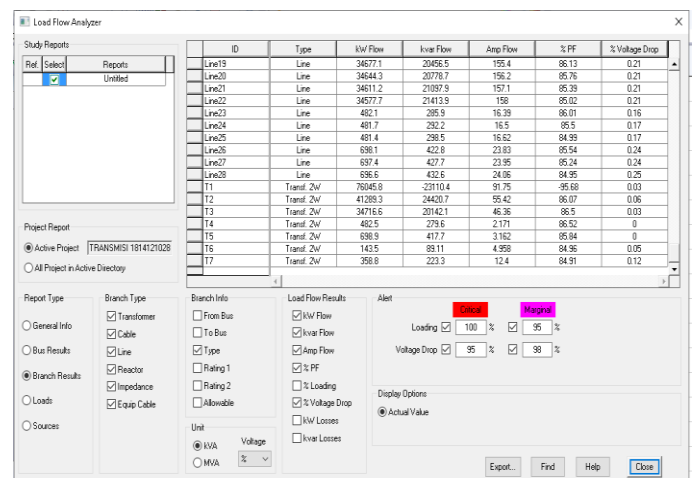 Load Flow Analyzer
Study Reports
Ref. Select Reports
Untitled
Project Report
Active Project TRANSMISI 1814121028
All Project in Active Directory
ID Type kW Flow kvar Flow Amp Flow % PF % Voltage Drop
Line19 Line 34677.1 20456.5 155.4 86.13 0.21
Line20 Line 34644.3 20778.7 156.2 85.76 0.21
Line21 Line 34611.2 21097.9 157.1 85.39 0.21
Line22 Line 34577.7 21413.9 158 85.02 0.21
Line23 Line 482.1 285.9 16.39 86.01 0.16
Line24 Line 481.7 292.2 16.5 85.5 0.17
Line25 Line 481.4 298.5 16.62 84.99 0.17
Line26 Line 698.1 422.8 23.83 85.54 0.24
Line27 Line 697.4 427.7 23.95 85.24 0.24
Line28 Line 696.6 432.6 24.06 84.95 0.25
T1 Transf. 2W 76045.8 -23110.4 91.75 -95.68 0.03
T2 Transf. 2W 41289.3 24420.7 55.42 86.07 0.06
T3 Transf. 2W 34716.6 20142.1 46.36 86.5 0.03
T4 Transf. 2W 482.5 279.6 2.171 86.52 0
T5 Transf. 2W 698.9 417.7 3.162 85.84 0
T6 Transf. 2W 143.5 89.11 4.958 84.96 0.05
T7 Transf. 2W 358.8 223.3 12.4 84.91 0.12
Report Type
General Info
Bus Results
Branch Results
Loads
Sources
Branch Type
Transformer
Cable
Line
Reactor
Impedance
Equip Cable
Branch Info
From Bus
To Bus
Type
Rating 1
Rating 2
Allowable
Unit
kVA
MVA
Voltage
%
Load Flow Results
kW Flow
kvar Flow
Amp Flow
% PF
% Loading
% Voltage Drop
kW Losses
kvar Losses
Alert
Critical Marginal
Loading 100 % 95 %
Voltage Drop 95 % 98 %
Display Options
Actual Value
Export... Find Help Close